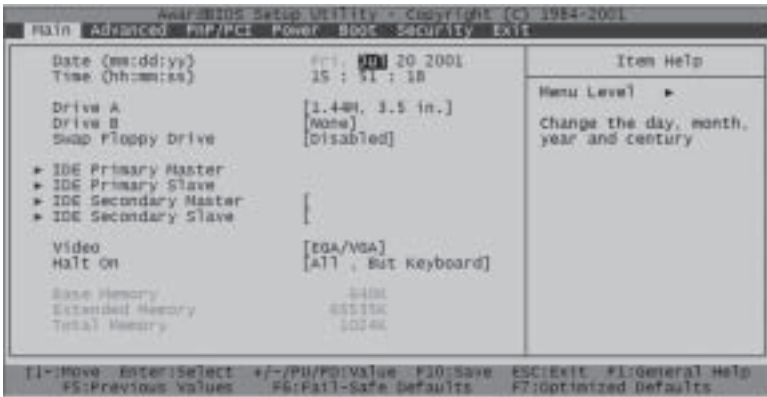 AwardBIOS Setup Utility - Copyright (C) 1984-2001
Main Advanced PNP/PCI Power Boot Security Exit
Date (mm:dd:yy) Fri, Jul 20 2001
Time (hh:mm:ss) 15 : 51 : 18
Drive A [1.44M, 3.5 in.]
Drive B [None]
Swap Floppy Drive [Disabled]
► IDE Primary Master
► IDE Primary Slave
► IDE Secondary Master [
► IDE Secondary Slave [
Video [EGA/VGA]
Halt On [All , But Keyboard]
Base Memory 640K
Extended Memory 65535K
Total Memory 1024K
Item Help
Menu Level ►
Change the day, month,
year and century
:Move Enter:Select +/-/PU/PD:Value F10:Save ESC:Exit F1:General Help
F5:Previous Values F6:Fail-Safe Defaults F7:Optimized Defaults